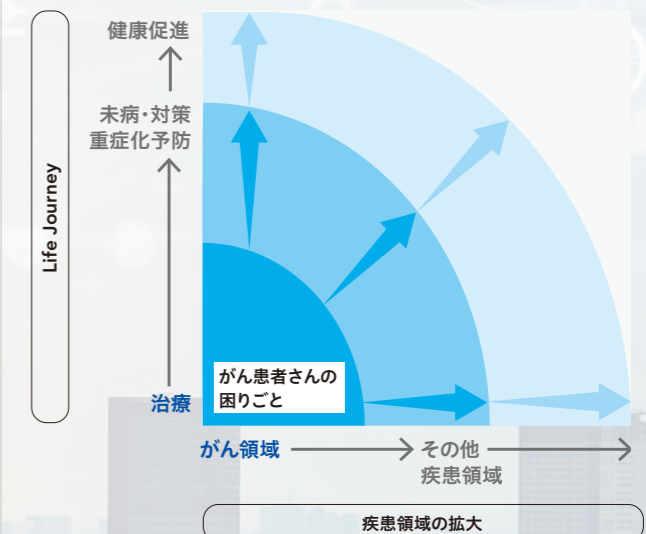 健康促進
未病・対策
重症化予防
Life Journey
がん患者さんの
困りごと
治療
がん領域
その他
疾患領域
疾患領域の拡大